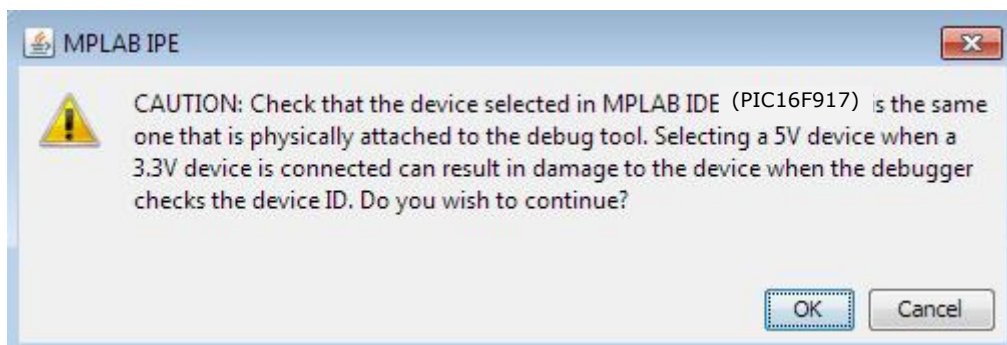 MPLAB IPE
CAUTION: Check that the device selected in MPLAB IDE (PIC16F917) is the same
one that is physically attached to the debug tool. Selecting a 5V device when a
3.3V device is connected can result in damage to the device when the debugger
checks the device ID. Do you wish to continue?
OK Cancel